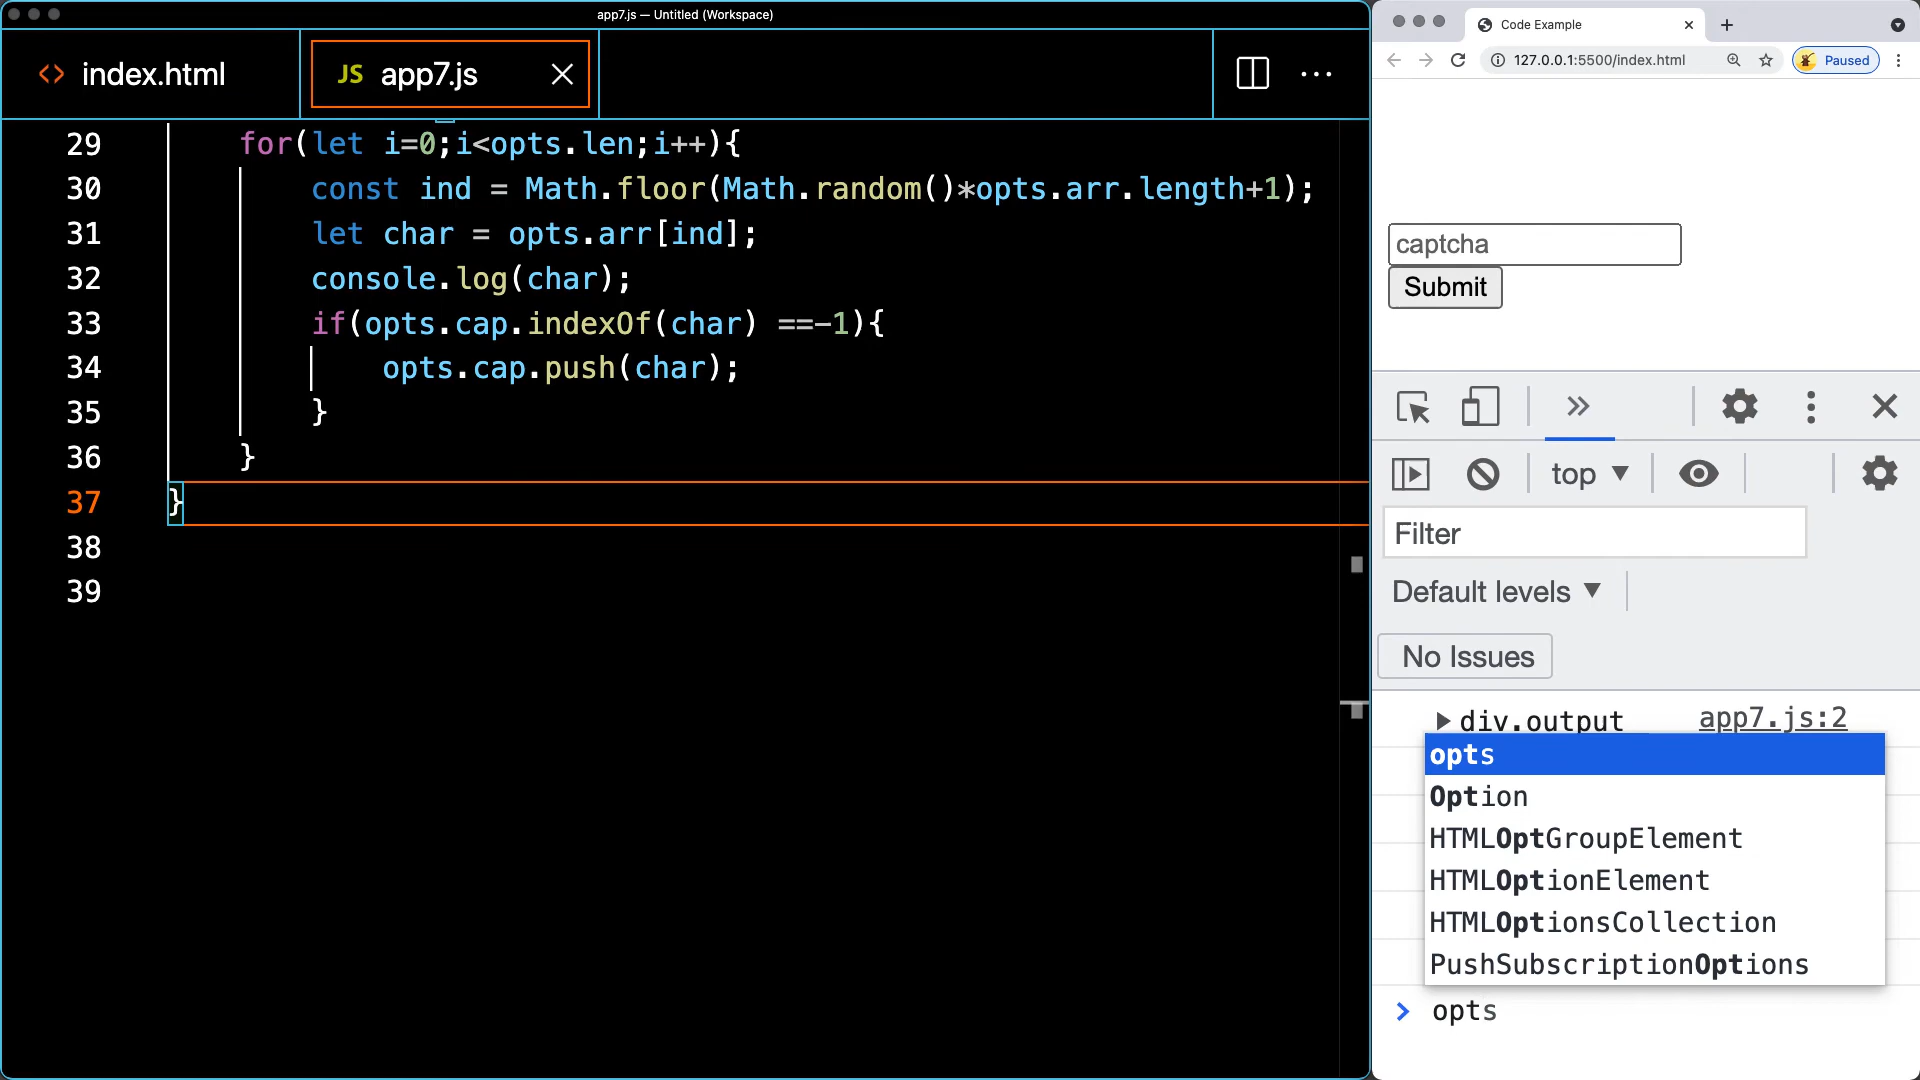 app7.js — Untitled (Workspace)
<> index.html
JS app7.js
29 for(let i=0;i<opts.len;i++){
30 const ind = Math.floor(Math.random()*opts.arr.length+1);
31 let char = opts.arr[ind];
32 console.log(char);
33 if(opts.cap.indexOf(char) ==-1){
34 opts.cap.push(char);
35 }
36 }
37 }
38
39
Code Example
127.0.0.1:5500/index.html
Paused
captcha
Submit
top
Filter
Default levels
No Issues
div.output app7.js:2
opts
Option
HTMLOptGroupElement
HTMLOptionElement
HTMLOptionsCollection
PushSubscriptionOptions
> opts